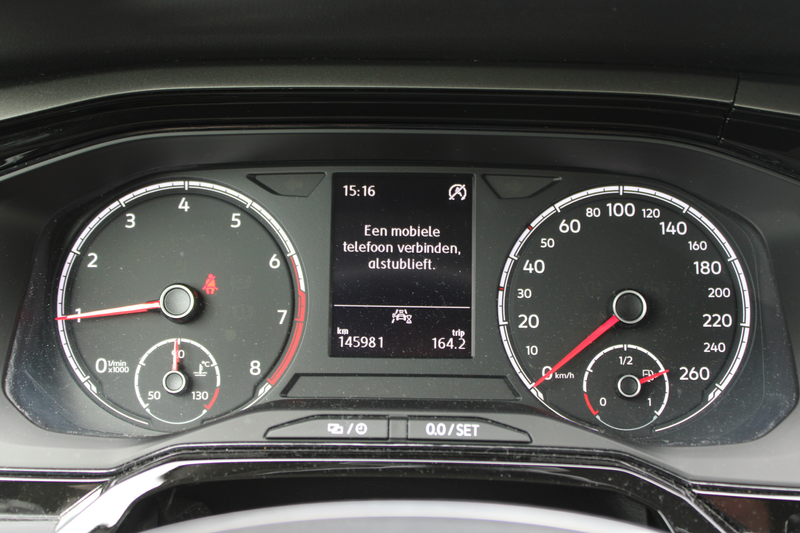 15:16
Een mobiele
telefoon verbinden,
alstublieft.
km trip
145981 164.2
0 1 2 3 4 5 6 7 8
1/min
x1000
50 90 130
°C
0 10 20 30 40 50 60 80 100 120 140 160 180 200 220 240 260
km/h
0 1/2 1
0.0 / SET